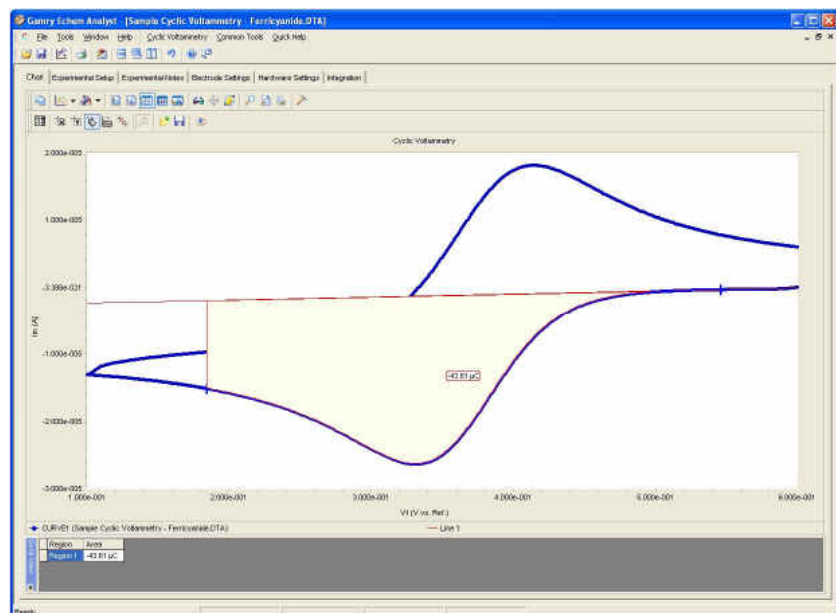 Gamry Echem Analyst - [Sample Cyclic Voltammetry - Ferricyanide.DTA]
File Tools Window Help Cyclic Voltammetry Common Tools Quick Help
Chart Experimental Setup Experimental Notes Electrode Settings Hardware Settings Integration
Cyclic Voltammetry
2.000e-005
1.000e-005
-1.000e-005
-2.000e-005
-3.000e-005
Im (A)
-43.81 µC
1.000e-001 2.000e-001 3.000e-001 4.000e-001 5.000e-001 6.000e-001
Vf (V vs. Ref.)
CURVE1 (Sample Cyclic Voltammetry - Ferricyanide.DTA) Line 1
Region Area
Region 1 -43.81 µC